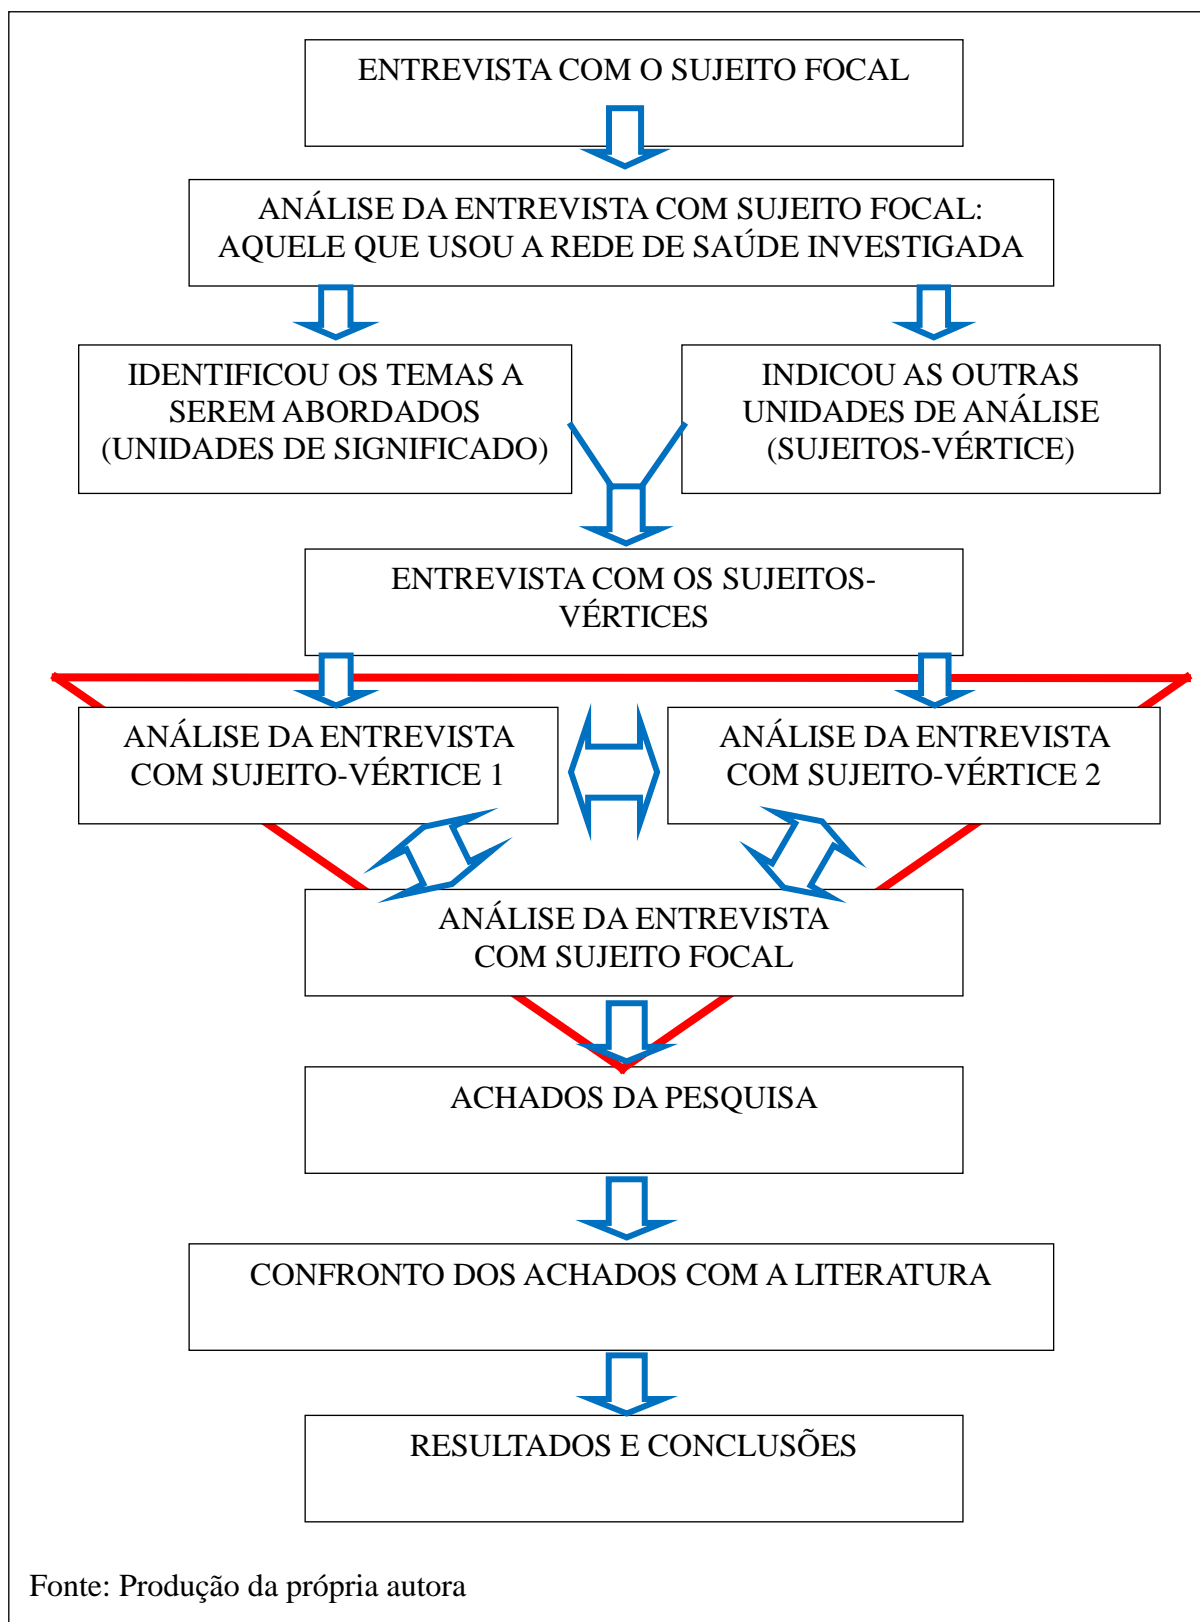 ENTREVISTA COM O SUJEITO FOCAL
ANÁLISE DA ENTREVISTA COM SUJEITO FOCAL:
AQUELE QUE USOU A REDE DE SAÚDE INVESTIGADA
IDENTIFICOU OS TEMAS A
SEREM ABORDADOS
(UNIDADES DE SIGNIFICADO)
INDICOU AS OUTRAS
UNIDADES DE ANÁLISE
(SUJEITOS-VÉRTICE)
ENTREVISTA COM OS SUJEITOS-
VÉRTICES
ANÁLISE DA ENTREVISTA
COM SUJEITO-VÉRTICE 1
ANÁLISE DA ENTREVISTA
COM SUJEITO-VÉRTICE 2
ANÁLISE DA ENTREVISTA
COM SUJEITO FOCAL
ACHADOS DA PESQUISA
CONFRONTO DOS ACHADOS COM A LITERATURA
RESULTADOS E CONCLUSÕES
Fonte: Produção da própria autora